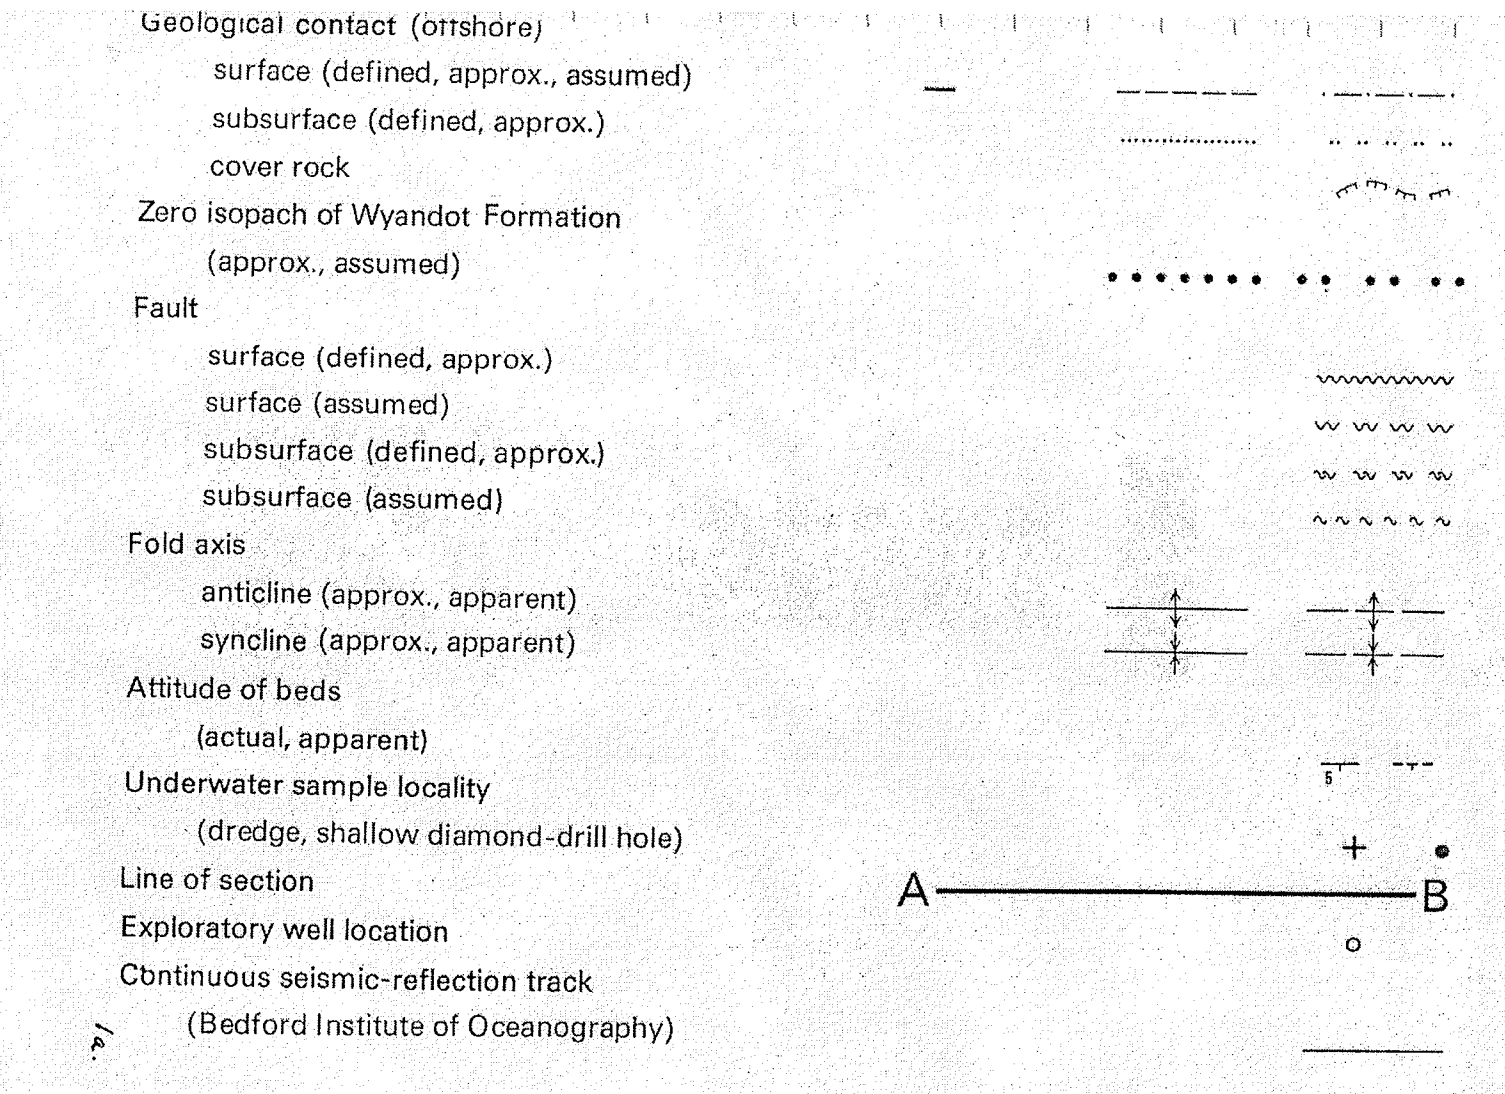 Geological contact (offshore)
surface (defined, approx., assumed)
subsurface (defined, approx.)
cover rock
Zero isopach of Wyandot Formation
(approx., assumed)
Fault
surface (defined, approx.)
surface (assumed)
subsurface (defined, approx.)
subsurface (assumed)
Fold axis
anticline (approx., apparent)
syncline (approx., apparent)
Attitude of beds
(actual, apparent)
5
Underwater sample locality
(dredge, shallow diamond-drill hole)
Line of section A B
Exploratory well location
Continuous seismic-reflection track
(Bedford Institute of Oceanography)
1a.